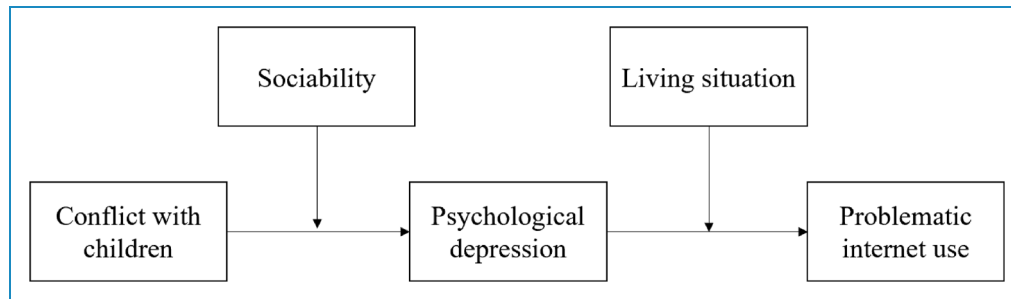 Sociability
Living situation
Conflict with
children
Psychological
depression
Problematic
internet use